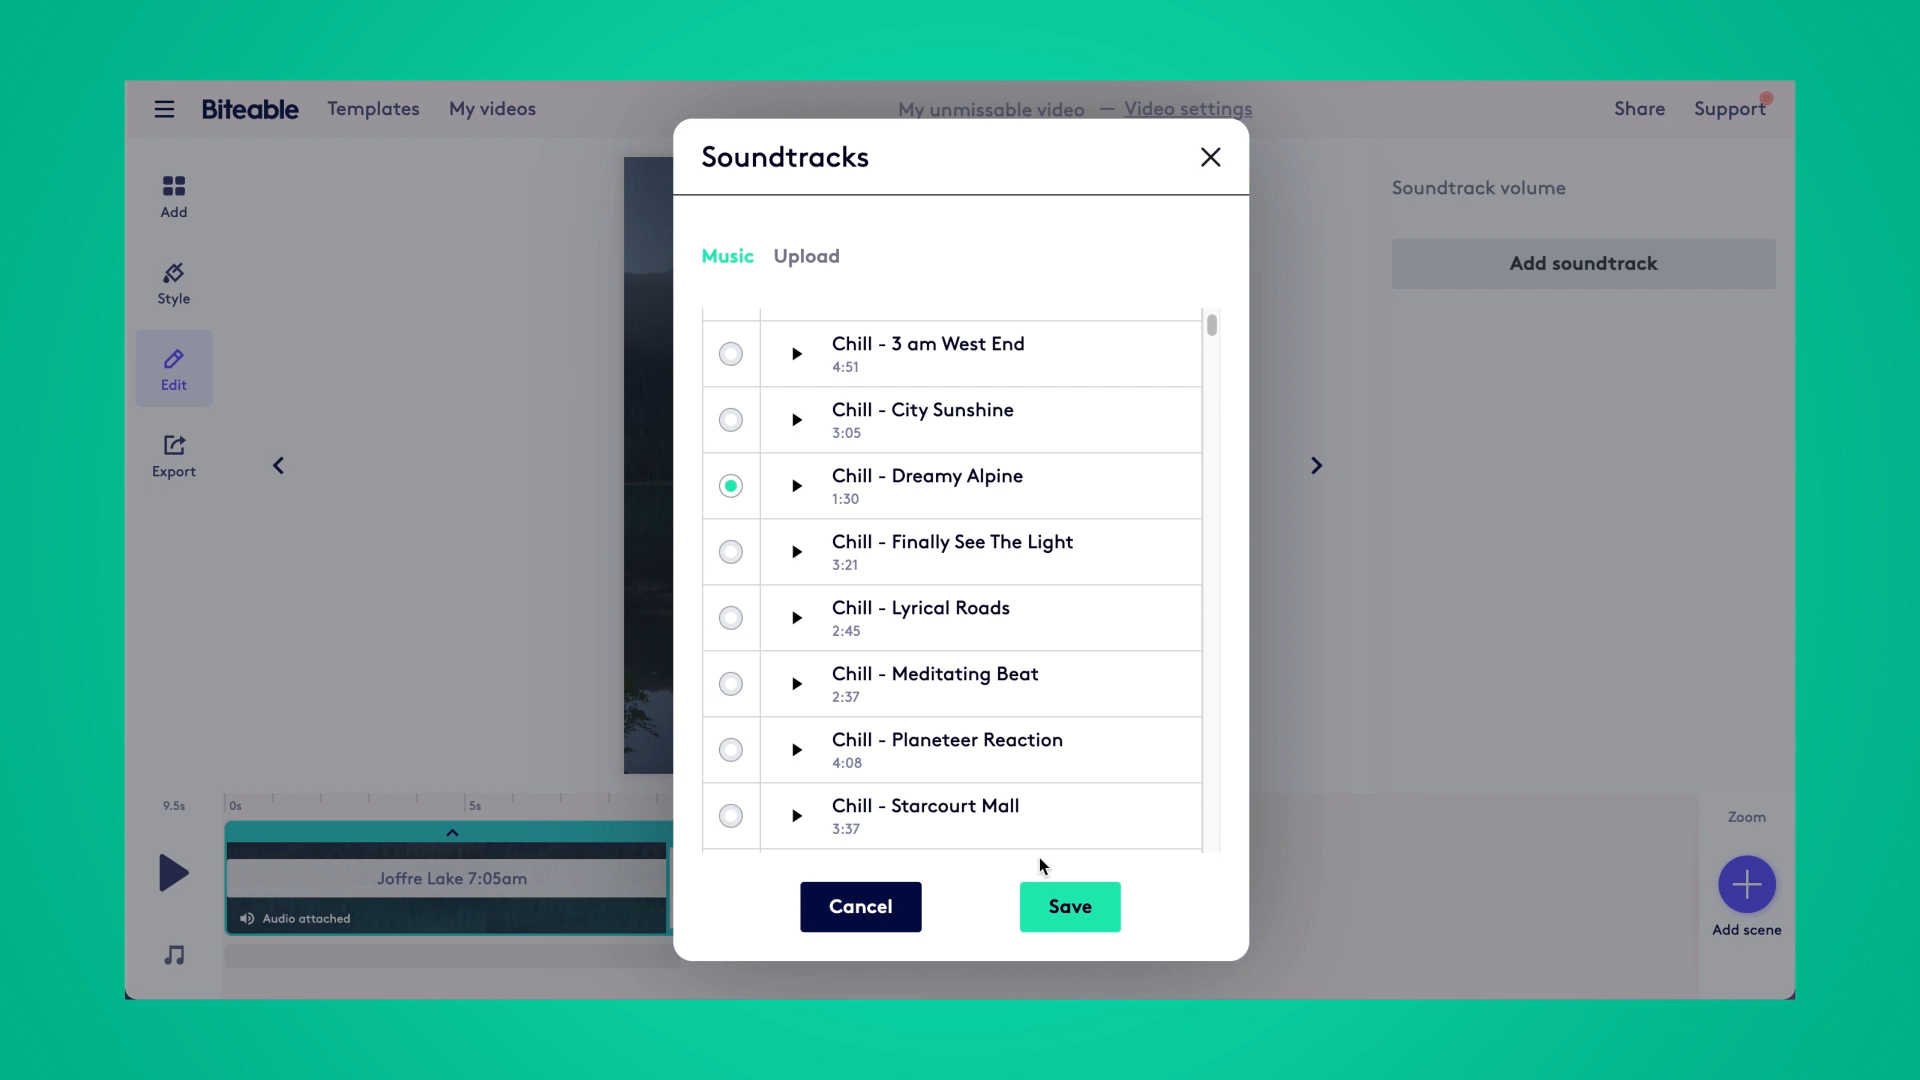 Biteable Templates My videos My unmissable video — Video settings Share Support
Add
Style
Edit
Export
Soundtracks
Music Upload
Chill - 3 am West End
4:51
Chill - City Sunshine
3:05
Chill - Dreamy Alpine
1:30
Chill - Finally See The Light
3:21
Chill - Lyrical Roads
2:45
Chill - Meditating Beat
2:37
Chill - Planeteer Reaction
4:08
Chill - Starcourt Mall
3:37
Cancel Save
Soundtrack volume
Add soundtrack
9.5s 0s 5s
Joffre Lake 7:05am
Audio attached
Zoom
Add scene